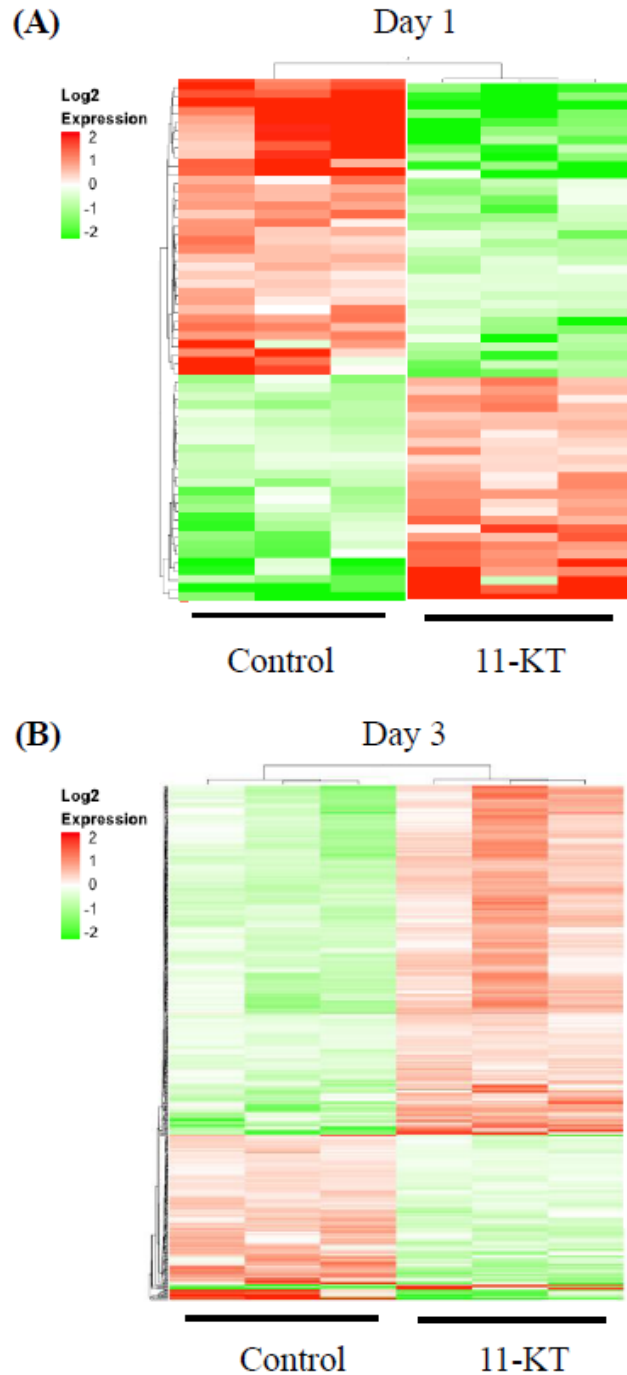 (A)
Day 1
Log2
Expression
2
1
0
-1
-2
Control
11-KT
(B)
Day 3
Log2
Expression
2
1
0
-1
-2
Control
11-KT